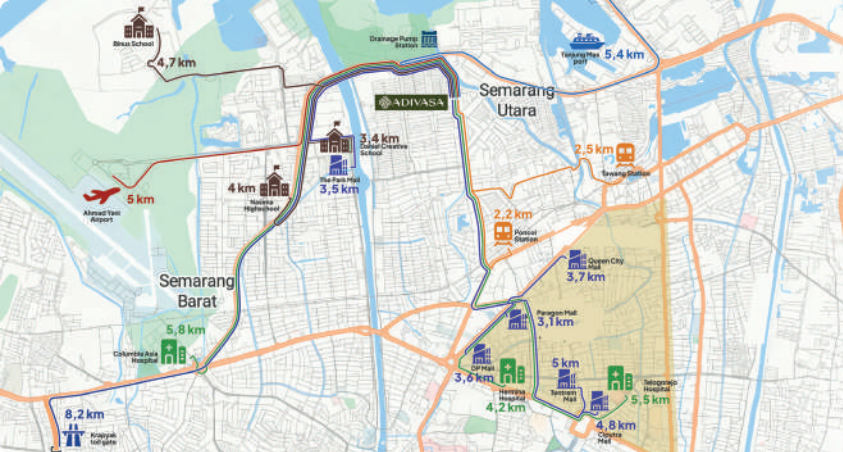 Binus School
4,7 km
Drainage Pump
Station
Tanjung Mas
port
5,4 km
Semarang
Utara
ADIVASA
3,4 km
Daniel Creative
School
The Park Mall
3,5 km
4 km
Nasima
Highschool
2,5 km
Tawang Station
5 km
Ahmad Yani
Airport
2,2 km
Poncol
Station
Queen City
Mall
3,7 km
Semarang
Barat
Paragon Mall
3,1 km
5,8 km
Columbia Asia
Hospital
DP Mall
3,6 km
Hermina
Hospital
4,2 km
5 km
Tentrem
Mall
Telogorejo
Hospital
5,5 km
4,8 km
Ciputra
Mall
8,2 km
Krapyak
toll gate